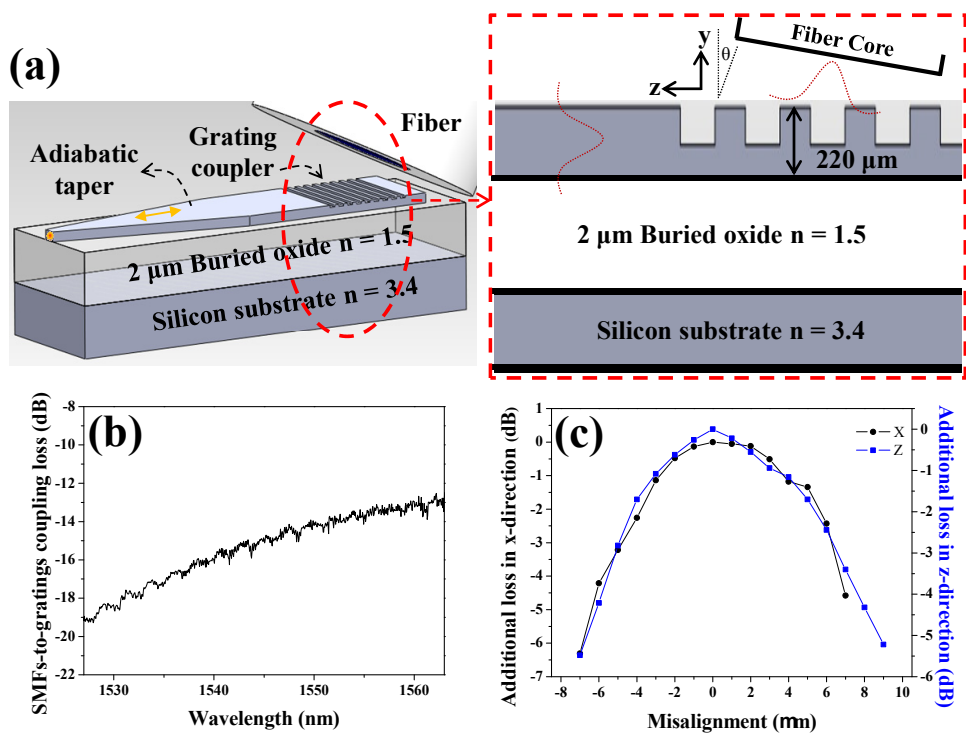 (a)
Adiabatic
taper
Grating
coupler
Fiber
2 μm Buried oxide n = 1.5
Silicon substrate n = 3.4
y
z
θ
Fiber Core
220 μm
2 μm Buried oxide n = 1.5
Silicon substrate n = 3.4
(b)
SMFs-to-gratings coupling loss (dB)
-8
-10
-12
-14
-16
-18
-20
-22
1530
1540
1550
1560
Wavelength (nm)
(c)
Additional loss in x-direction (dB)
1
0
-1
-2
-3
-4
-5
-6
-7
-8
-6
-4
-2
0
2
4
6
8
10
Misalignment (mm)
X
Z
0
-1
-2
-3
-4
-5
-6
Additional loss in
z-direction (dB)